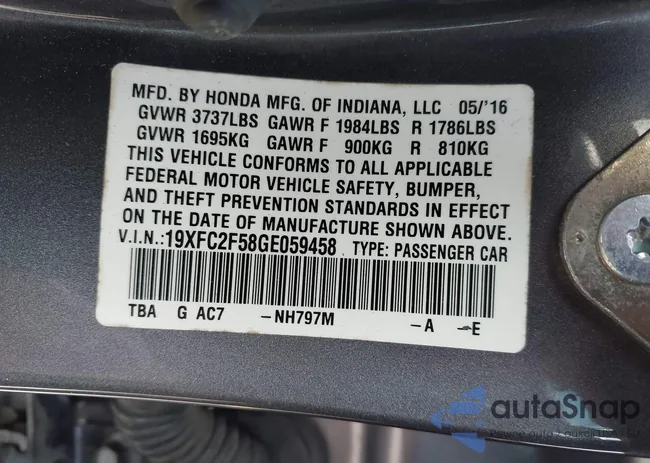 MFD. BY HONDA MFG. OF INDIANA, LLC 05/'16
GVWR 3737LBS GAWR F 1984LBS R 1786LBS
GVWR 1695KG GAWR F 900KG R 810KG
THIS VEHICLE CONFORMS TO ALL APPLICABLE
FEDERAL MOTOR VEHICLE SAFETY, BUMPER,
AND THEFT PREVENTION STANDARDS IN EFFECT
ON THE DATE OF MANUFACTURE SHOWN ABOVE.
V.I.N.:19XFC2F58GE059458 TYPE: PASSENGER CAR
TBA G AC7 -NH797M -A -E
autoSnap